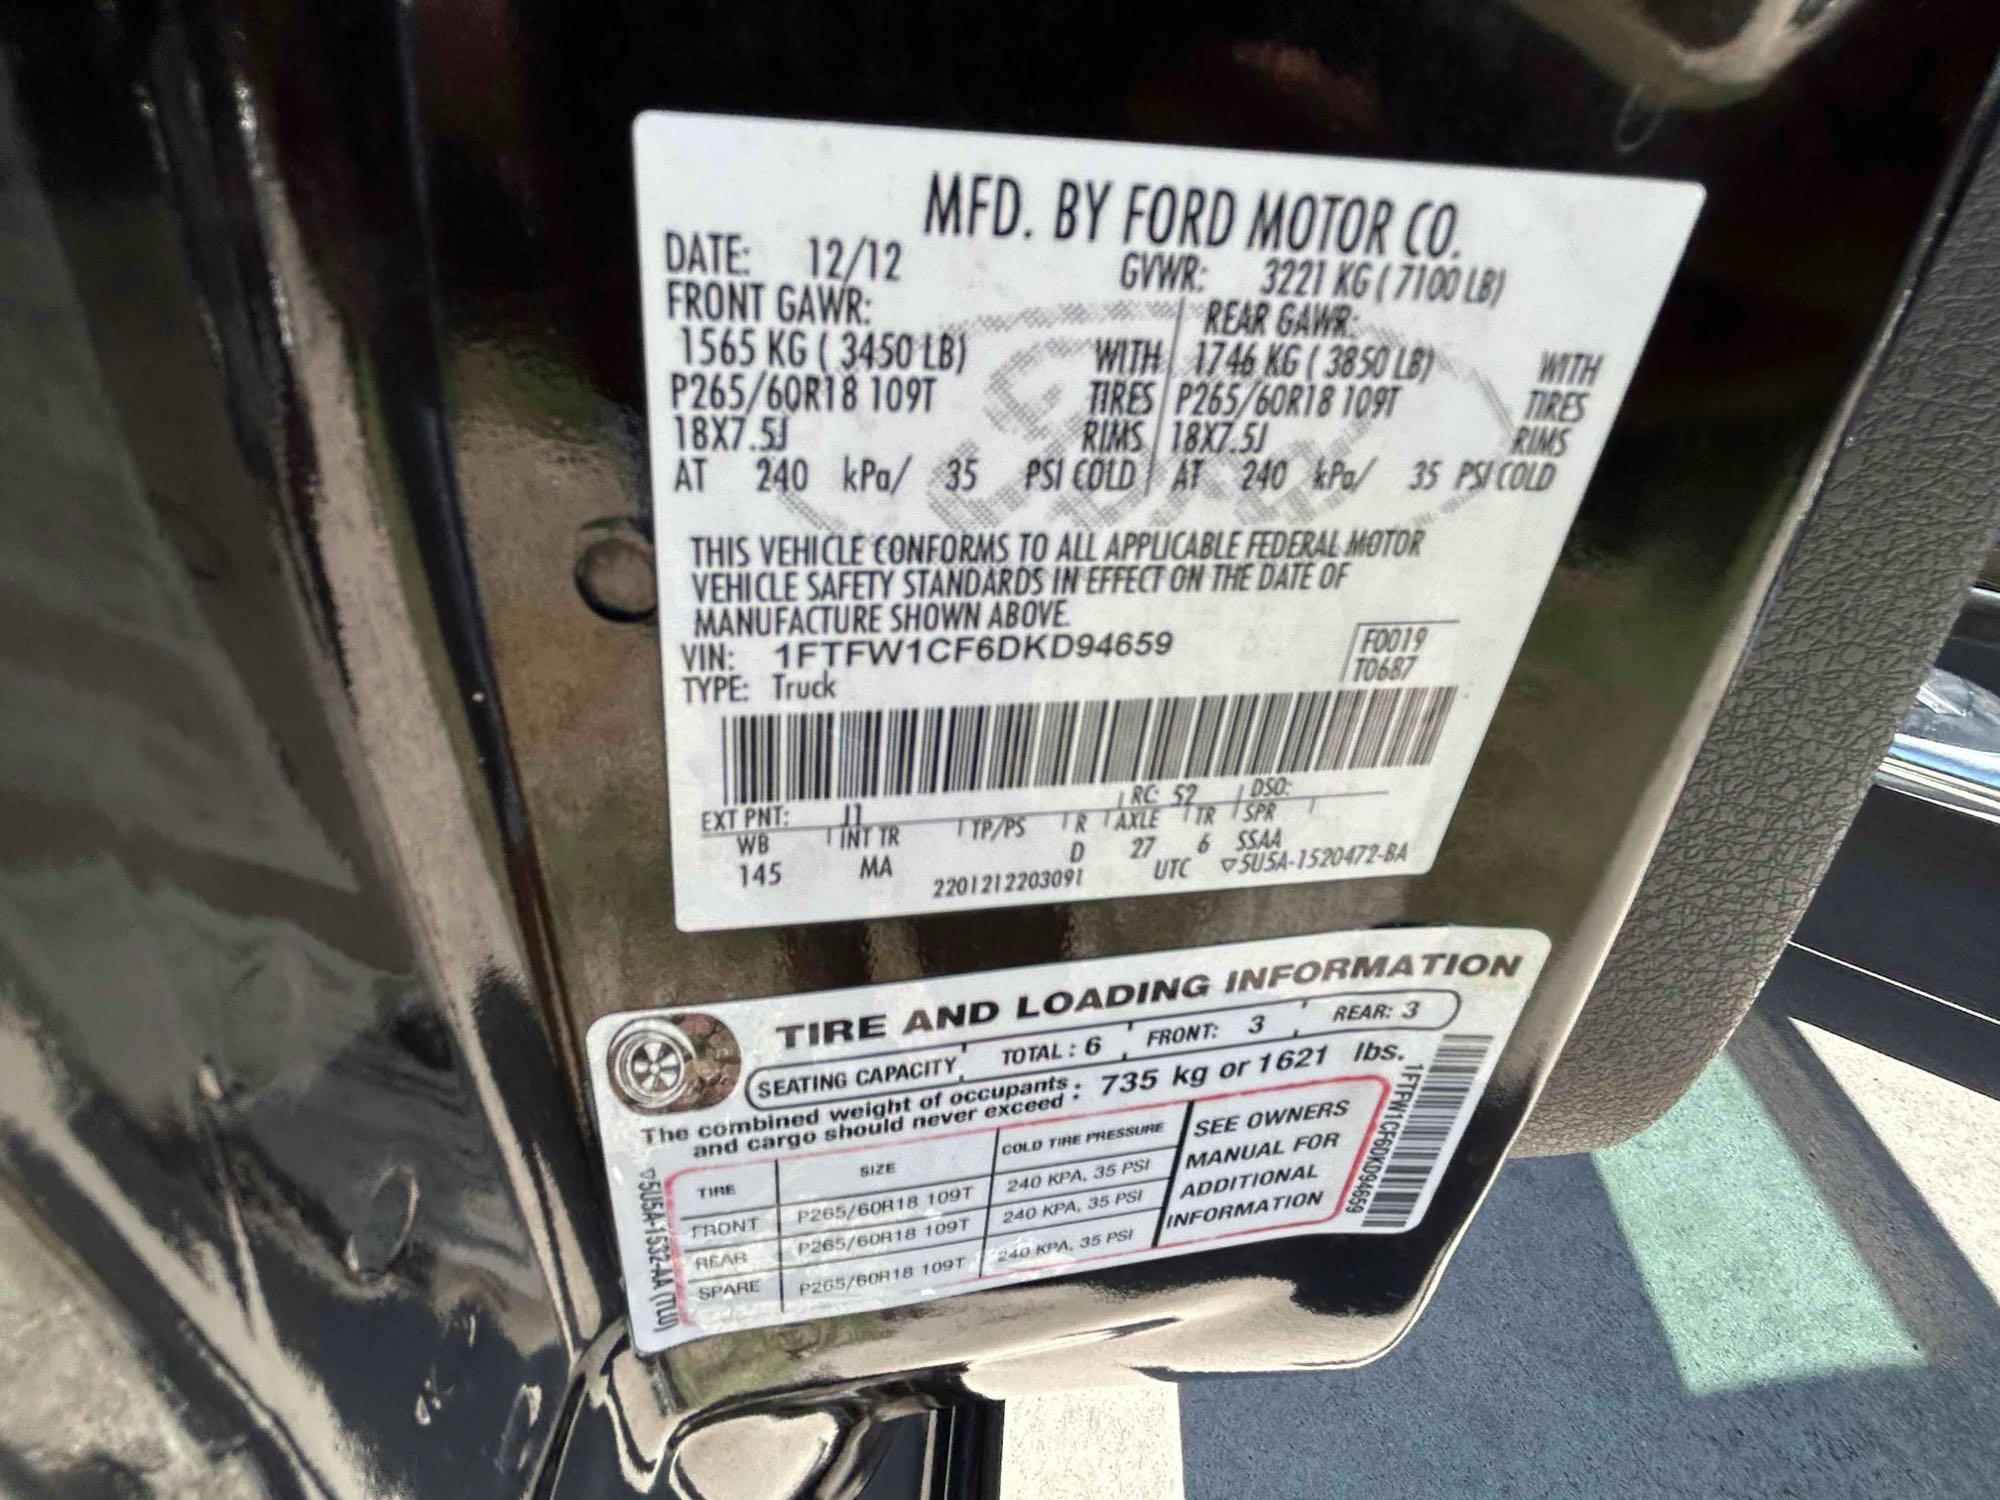 MFD. BY FORD MOTOR CO.
DATE: 12/12 GVWR: 3221 KG ( 7100 LB)
FRONT GAWR: REAR GAWR:
1565 KG ( 3450 LB) WITH 1746 KG ( 3850 LB) WITH
P265/60R18 109T TIRES P265/60R18 109T TIRES
18X7.5J RIMS 18X7.5J RIMS
AT 240 kPa/ 35 PSI COLD AT 240 kPa/ 35 PSI COLD
THIS VEHICLE CONFORMS TO ALL APPLICABLE FEDERAL MOTOR
VEHICLE SAFETY STANDARDS IN EFFECT ON THE DATE OF
MANUFACTURE SHOWN ABOVE.
VIN: 1FTFW1CF6DKD94659 F0019
TYPE: Truck T0687
EXT PNT: J1 RC: 52 DSO:
WB INT TR TP/PS R AXLE TR SPR
145 MA D 27 6 SSAA
2201212203091 UTC ▽5U5A-1520472-BA
TIRE AND LOADING INFORMATION
SEATING CAPACITY TOTAL : 6 FRONT: 3 REAR: 3
The combined weight of occupants
and cargo should never exceed : 735 kg or 1621 lbs.
TIRE SIZE COLD TIRE PRESSURE
FRONT P265/60R18 109T 240 KPA, 35 PSI
REAR P265/60R18 109T 240 KPA, 35 PSI
SPARE P265/60R18 109T 240 KPA, 35 PSI
SEE OWNERS
MANUAL FOR
ADDITIONAL
INFORMATION
1FTFW1CF6DKD94659
▽5U5A-1532-AA (TLU)